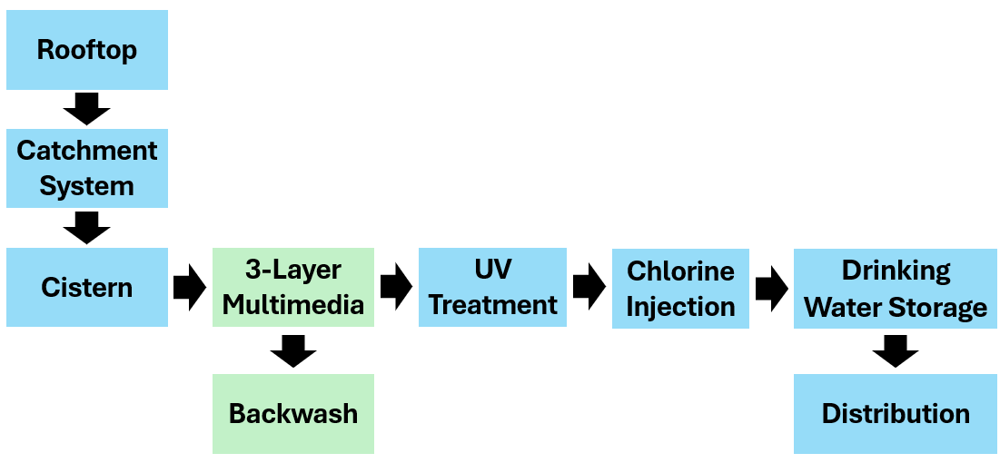 Rooftop
Catchment
System
Cistern
3-Layer
Multimedia
UV
Treatment
Chlorine
Injection
Drinking
Water Storage
Backwash
Distribution